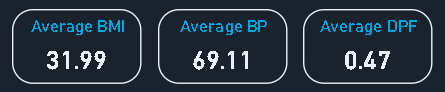 Average BMI
31.99
Average BP
69.11
Average DPF
0.47